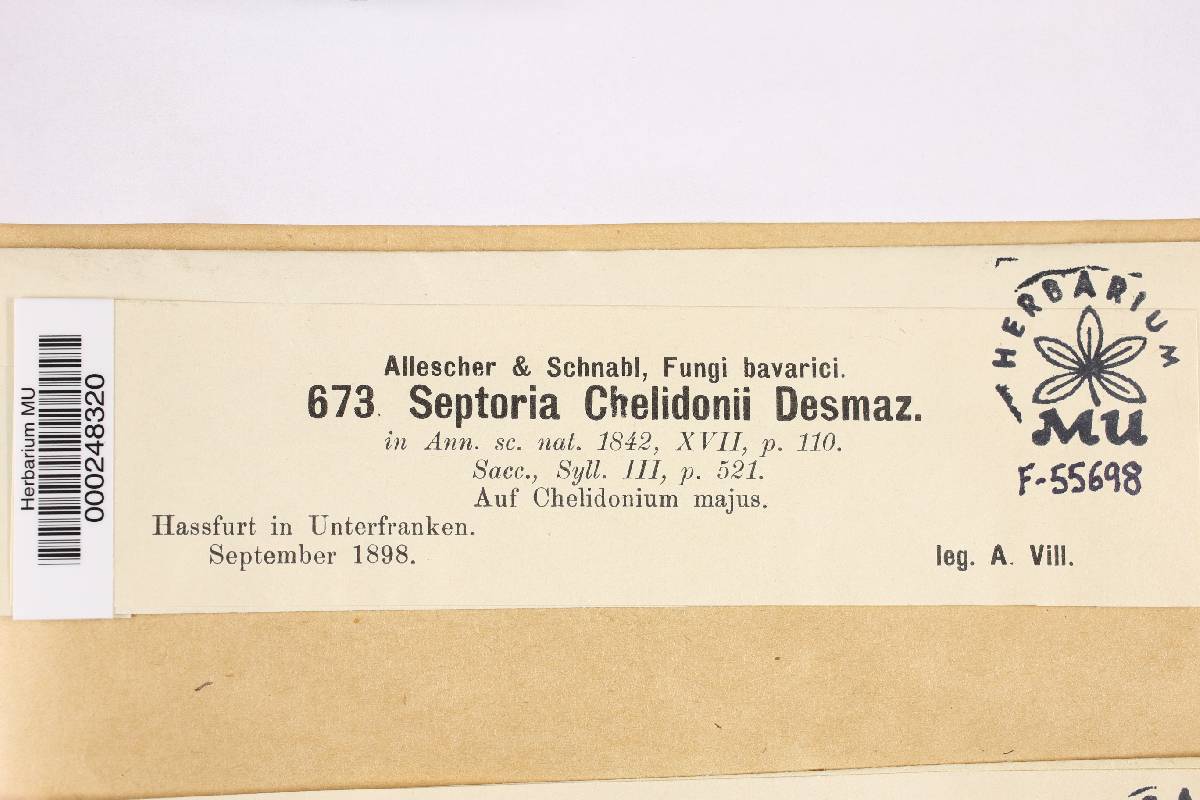 Allescher & Schnabl, Fungi bavarici.
673. Septoria Chelidonii Desmaz.
in Ann. sc. nat. 1842, XVII, p. 110.
Sacc., Syll. III, p. 521.
Auf Chelidonium majus.
Hassfurt in Unterfranken.
September 1898.
leg. A. Vill.
HERBARIUM
MU
F-55698
Herbarium MU
000248320